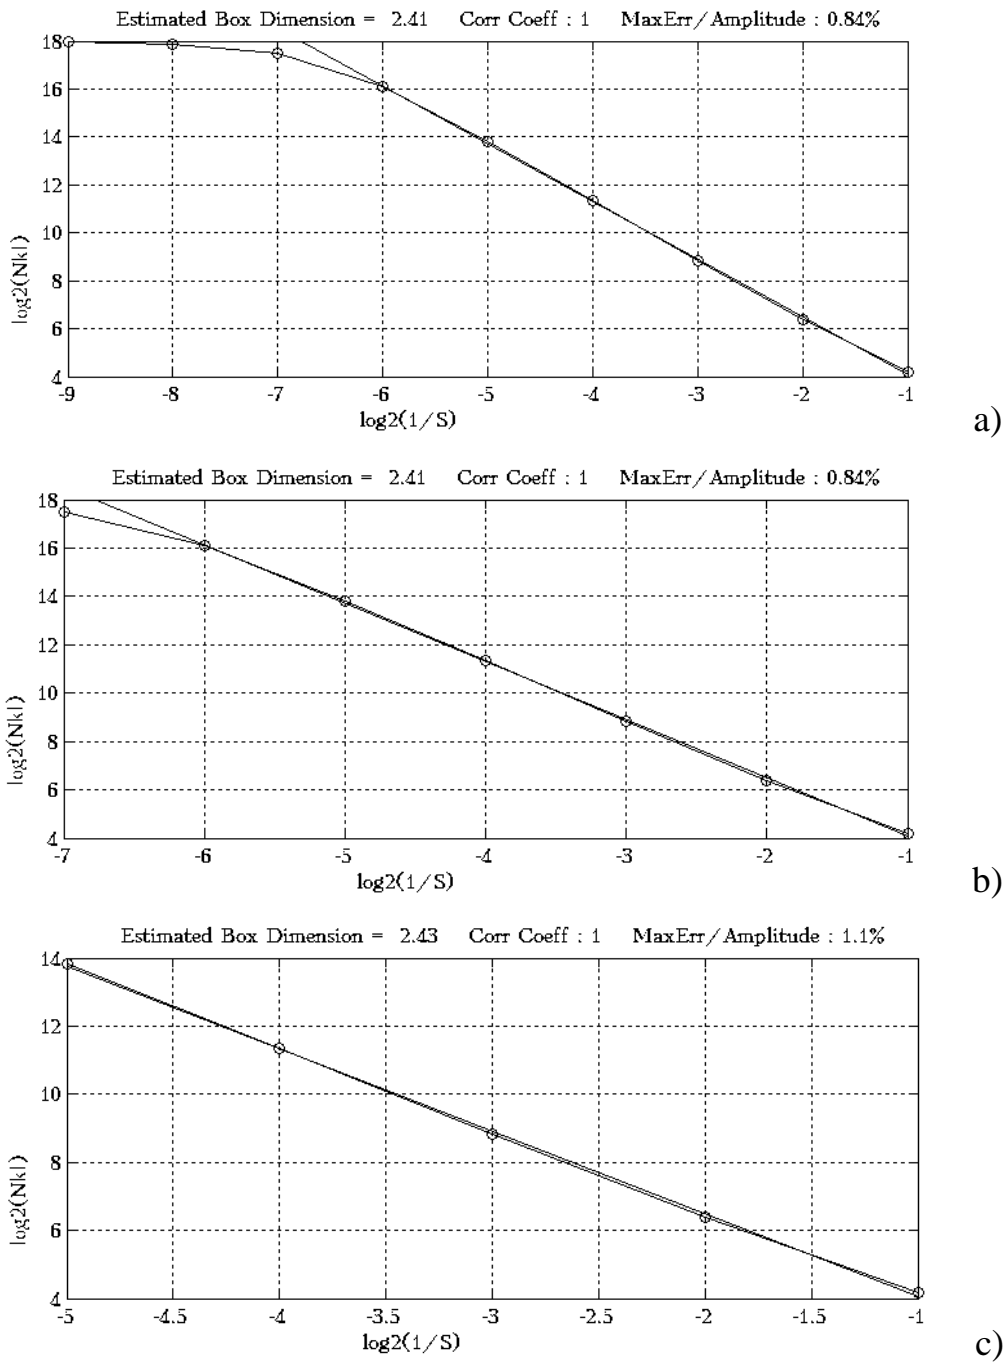 Estimated Box Dimension = 2.41 Corr Coeff : 1 MaxErr/Amplitude : 0.84%
18
16
14
12
10
8
6
4
log2(Nk)
-9 -8 -7 -6 -5 -4 -3 -2 -1
log2(1/S)
a)
Estimated Box Dimension = 2.41 Corr Coeff : 1 MaxErr/Amplitude : 0.84%
18
16
14
12
10
8
6
4
log2(Nk)
-7 -6 -5 -4 -3 -2 -1
log2(1/S)
b)
Estimated Box Dimension = 2.43 Corr Coeff : 1 MaxErr/Amplitude : 1.1%
14
12
10
8
6
4
log2(Nk)
-5 -4.5 -4 -3.5 -3 -2.5 -2 -1.5 -1
log2(1/S)
c)